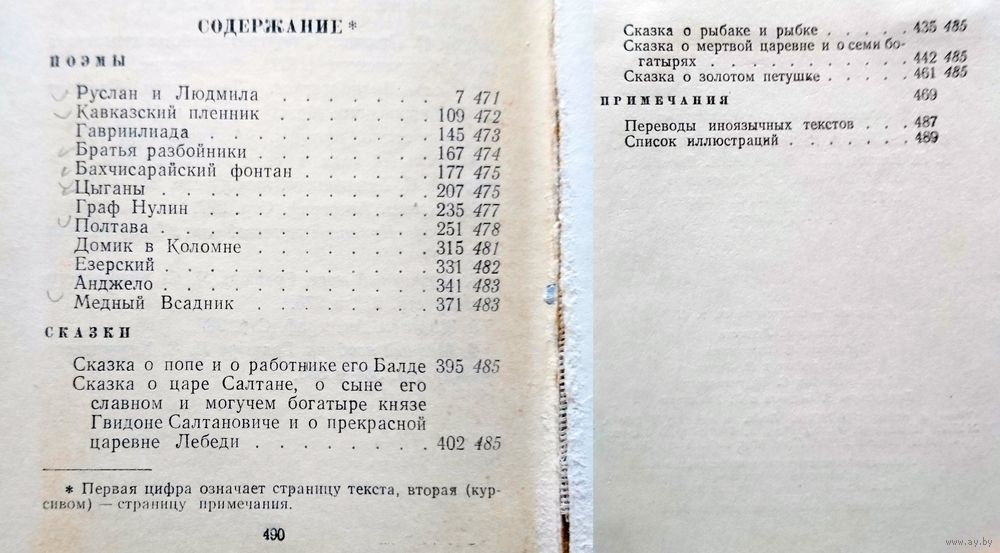 СОДЕРЖАНИЕ *
ПОЭМЫ
Руслан и Людмила . . . . . . . 7 471
Кавказский пленник . . . . . . . 109 472
Гавриилиада . . . . . . . . . 145 473
Братья разбойники . . . . . . . 167 474
Бахчисарайский фонтан . . . . . 177 475
Цыганы . . . . . . . . . . . 207 475
Граф Нулин . . . . . . . . . 235 477
Полтава . . . . . . . . . . . 251 478
Домик в Коломне . . . . . . . 315 481
Езерский . . . . . . . . . . . 331 482
Анджело . . . . . . . . . . . 341 483
Медный Всадник . . . . . . . 371 483
СКАЗКИ
Сказка о попе и о работнике его Балде 395 485
Сказка о царе Салтане, о сыне его
славном и могучем богатыре князе
Гвидоне Салтановиче и о прекрасной
царевне Лебеди . . . . . . . 402 485
* Первая цифра означает страницу текста, вторая (кур-
сивом) — страницу примечания.
490
Сказка о рыбаке и рыбке . . . . . 435 485
Сказка о мертвой царевне и о семи бо-
гатырях . . . . . . . . . . . 442 485
Сказка о золотом петушке . . . . . 461 485
ПРИМЕЧАНИЯ 469
Переводы иноязычных текстов . . . 487
Список иллюстраций . . . . . . . 489
www.ay.by